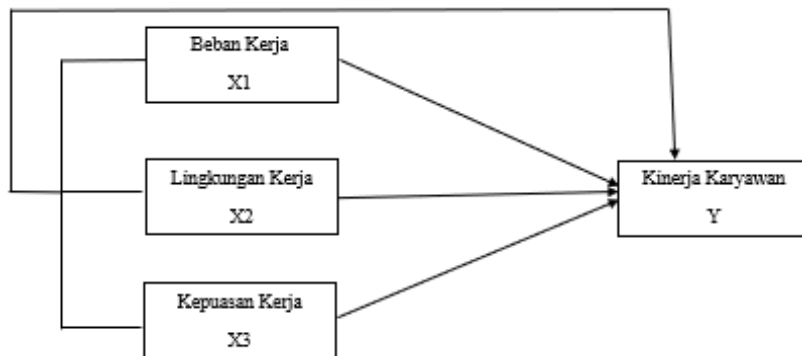 Beban Kerja
X1
Lingkungan Kerja
X2
Kinerja Karyawan
Y
Kepuasan Kerja
X3